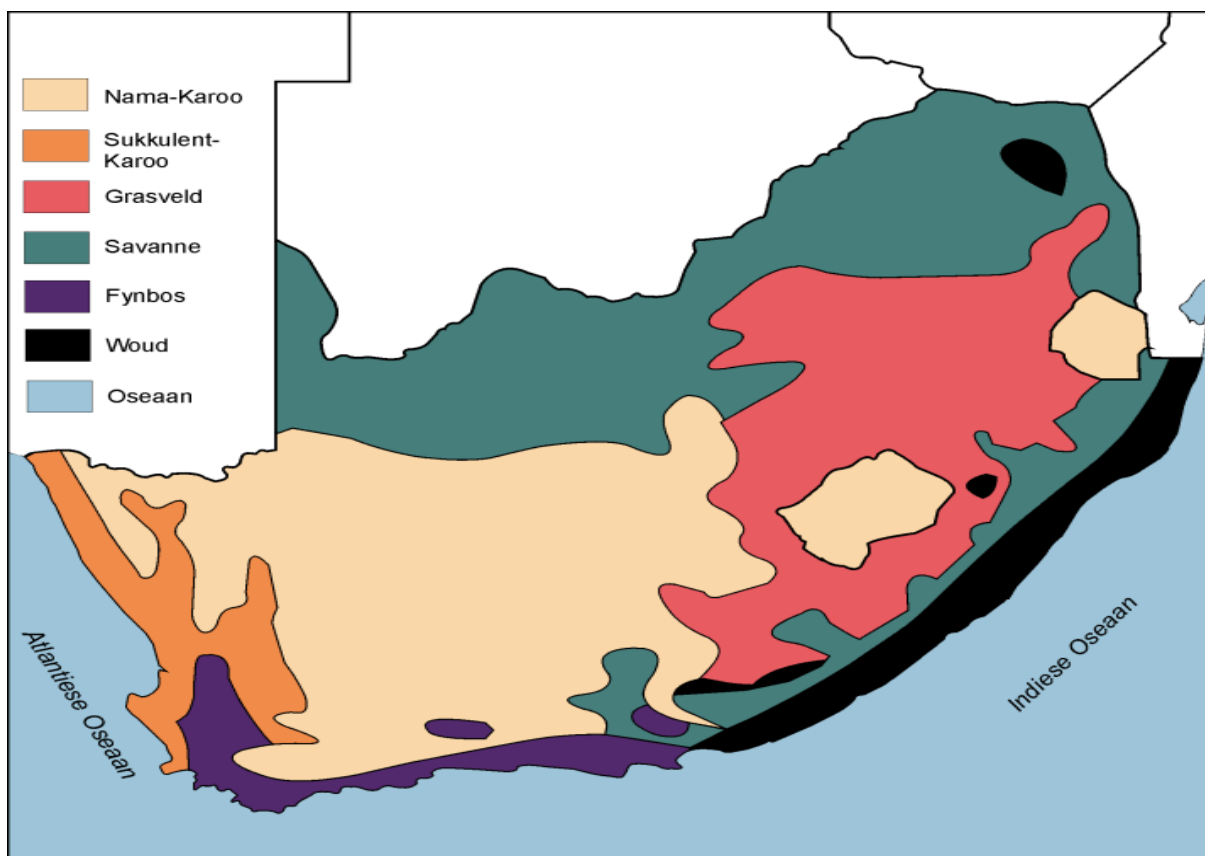 Nama-Karoo
Sukkulent-
Karoo
Grasveld
Savanne
Fynbos
Woud
Oseaan
Atlantiese Oseaan
Indiese Oseaan